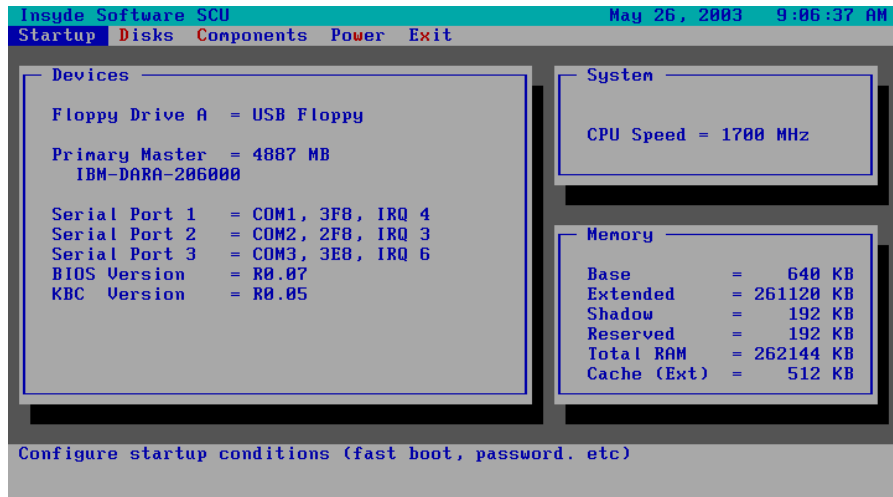 Insyde Software SCU May 26, 2003 9:06:37 AM
Startup Disks Components Power Exit
Devices
Floppy Drive A = USB Floppy
Primary Master = 4887 MB
IBM-DARA-206000
Serial Port 1 = COM1, 3F8, IRQ 4
Serial Port 2 = COM2, 2F8, IRQ 3
Serial Port 3 = COM3, 3E8, IRQ 6
BIOS Version = R0.07
KBC Version = R0.05
System
CPU Speed = 1700 MHz
Memory
Base = 640 KB
Extended = 261120 KB
Shadow = 192 KB
Reserved = 192 KB
Total RAM = 262144 KB
Cache (Ext) = 512 KB
Configure startup conditions (fast boot, password. etc)